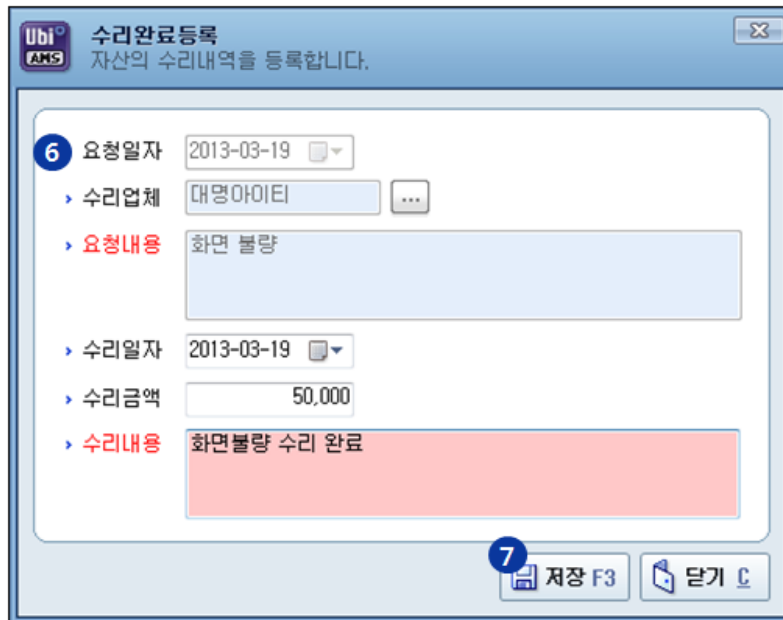 Ubi
AMS
수리완료등록
자산의 수리내역을 등록합니다.
6 요청일자 2013-03-19
수리업체 대명아이티 ...
요청내용 화면 불량
수리일자 2013-03-19
수리금액 50,000
수리내용 화면불량 수리 완료
7 저장 F3 닫기 C